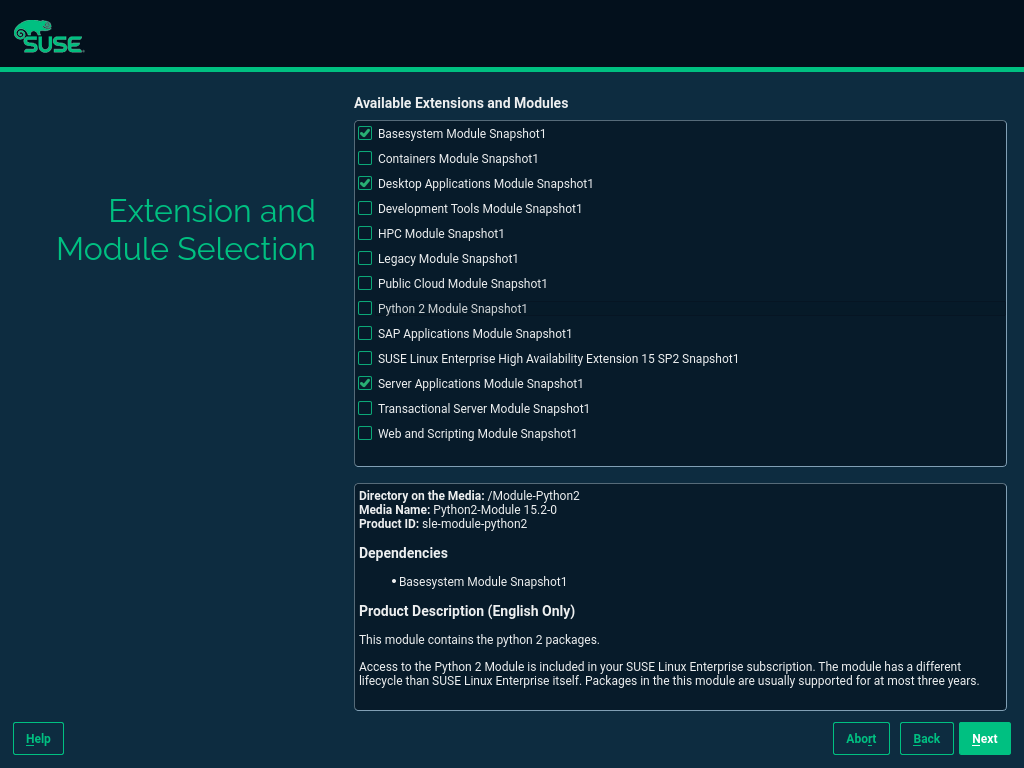 SUSE
Available Extensions and Modules
Extension and
Module Selection
Basesystem Module Snapshot1
Containers Module Snapshot1
Desktop Applications Module Snapshot1
Development Tools Module Snapshot1
HPC Module Snapshot1
Legacy Module Snapshot1
Public Cloud Module Snapshot1
Python 2 Module Snapshot1
SAP Applications Module Snapshot1
SUSE Linux Enterprise High Availability Extension 15 SP2 Snapshot1
Server Applications Module Snapshot1
Transactional Server Module Snapshot1
Web and Scripting Module Snapshot1
Directory on the Media: /Module-Python2
Media Name: Python2-Module 15.2-0
Product ID: sle-module-python2
Dependencies
• Basesystem Module Snapshot1
Product Description (English Only)
This module contains the python 2 packages.
Access to the Python 2 Module is included in your SUSE Linux Enterprise subscription. The module has a different
lifecycle than SUSE Linux Enterprise itself. Packages in the this module are usually supported for at most three years.
Help Abort Back Next